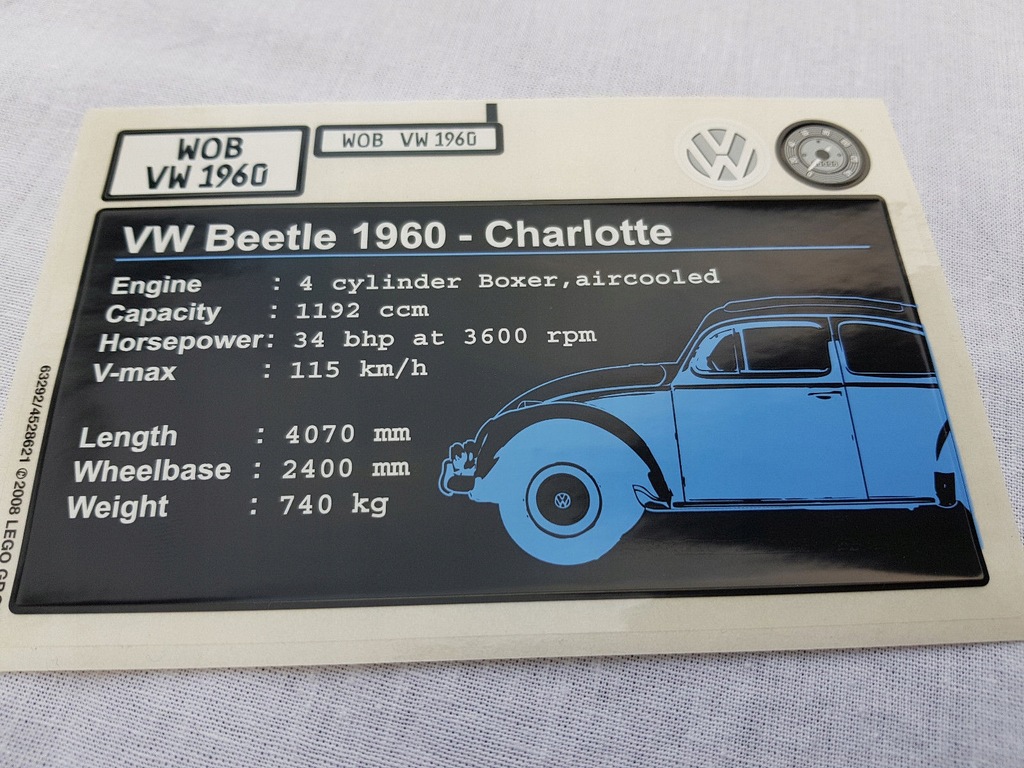 WOB
VW 1960
WOB VW 1960
VW Beetle 1960 - Charlotte
Engine : 4 cylinder Boxer,aircooled
Capacity : 1192 ccm
Horsepower: 34 bhp at 3600 rpm
V-max : 115 km/h
Length : 4070 mm
Wheelbase : 2400 mm
Weight : 740 kg
63292/4528621 ©2008 LEGO